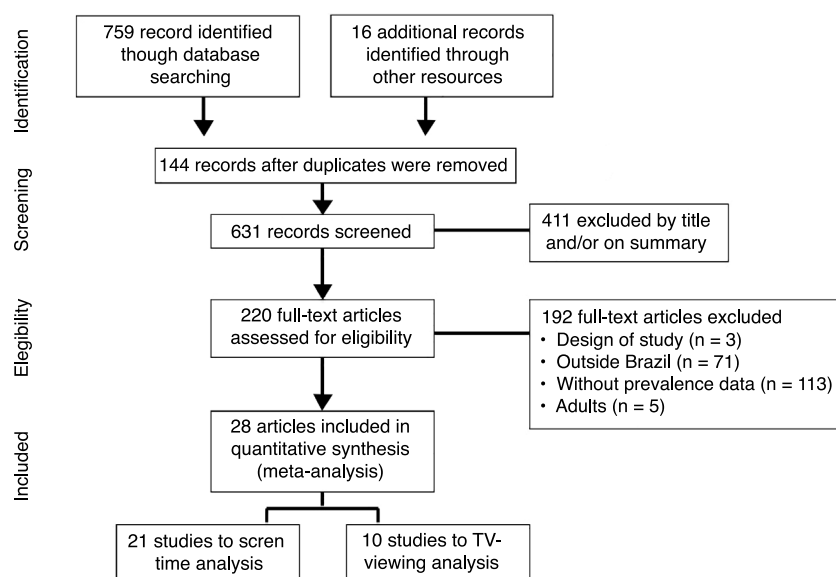 Identification
759 record identified
though database
searching
16 additional records
identified through
other resources
144 records after duplicates were removed
Screening
631 records screened
411 excluded by title
and/or on summary
Elegibility
220 full-text articles
assessed for eligibility
192 full-text articles excluded
• Design of study (n = 3)
• Outside Brazil (n = 71)
• Without prevalence data (n = 113)
• Adults (n = 5)
Included
28 articles included in
quantitative synthesis
(meta-analysis)
21 studies to scren
time analysis
10 studies to TV-
viewing analysis